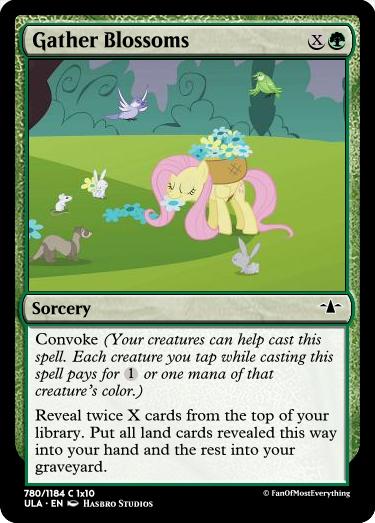 Gather Blossoms X
Sorcery
Convoke (Your creatures can help cast this
spell. Each creature you tap while casting this
spell pays for 1 or one mana of that
creature's color.)
Reveal twice X cards from the top of your
library. Put all land cards revealed this way
into your hand and the rest into your
graveyard.
780/1184 C 1x10
ULA • EN Hasbro Studios
© FanOfMostEverything